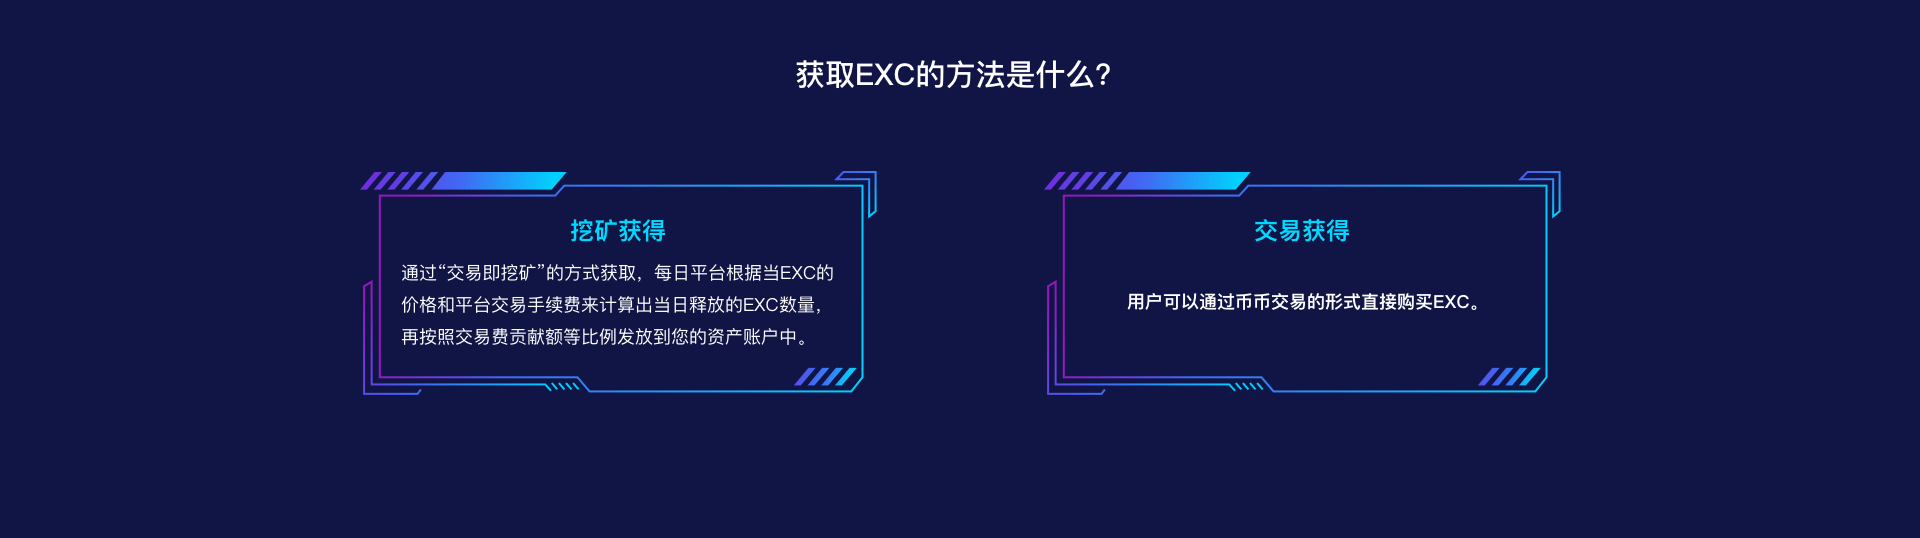 获取EXC的方法是什么?
挖矿获得
通过“交易即挖矿”的方式获取，每日平台根据当EXC的
价格和平台交易手续费来计算出当日释放的EXC数量，
再按照交易费贡献额等比例发放到您的资产账户中。
交易获得
用户可以通过币币交易的形式直接购买EXC。